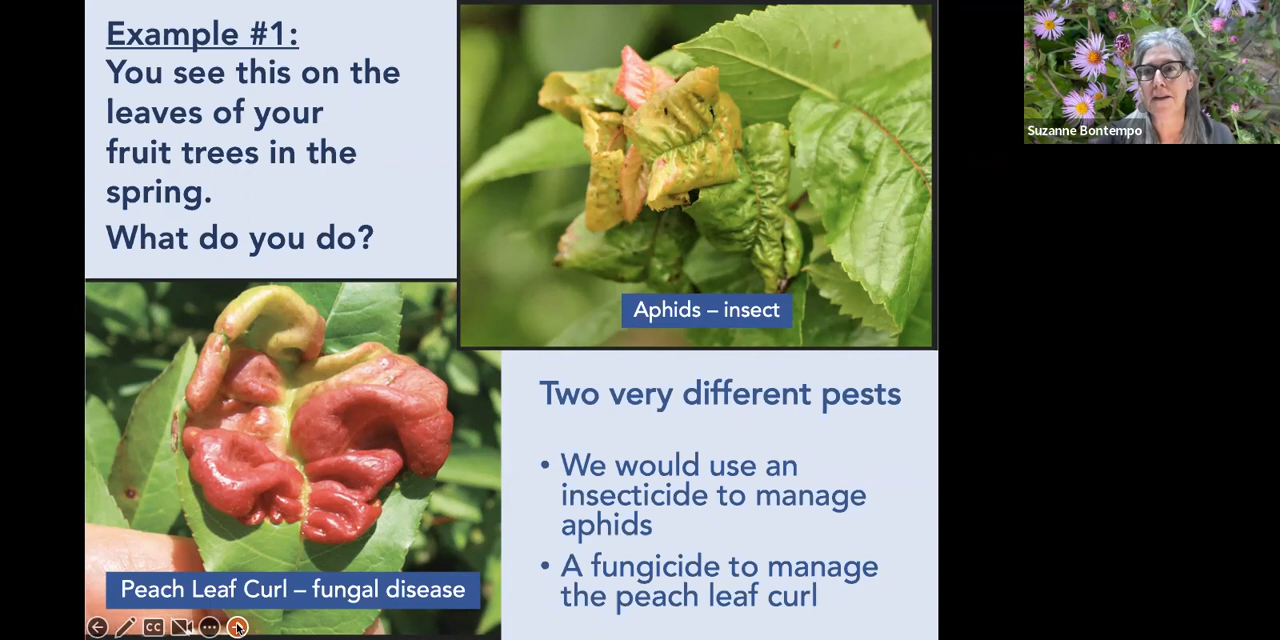 Example #1:
You see this on the
leaves of your
fruit trees in the
spring.
What do you do?
Aphids – insect
Suzanne Bontempo
Peach Leaf Curl – fungal disease
Two very different pests
• We would use an
insecticide to manage
aphids
• A fungicide to manage
the peach leaf curl
CC